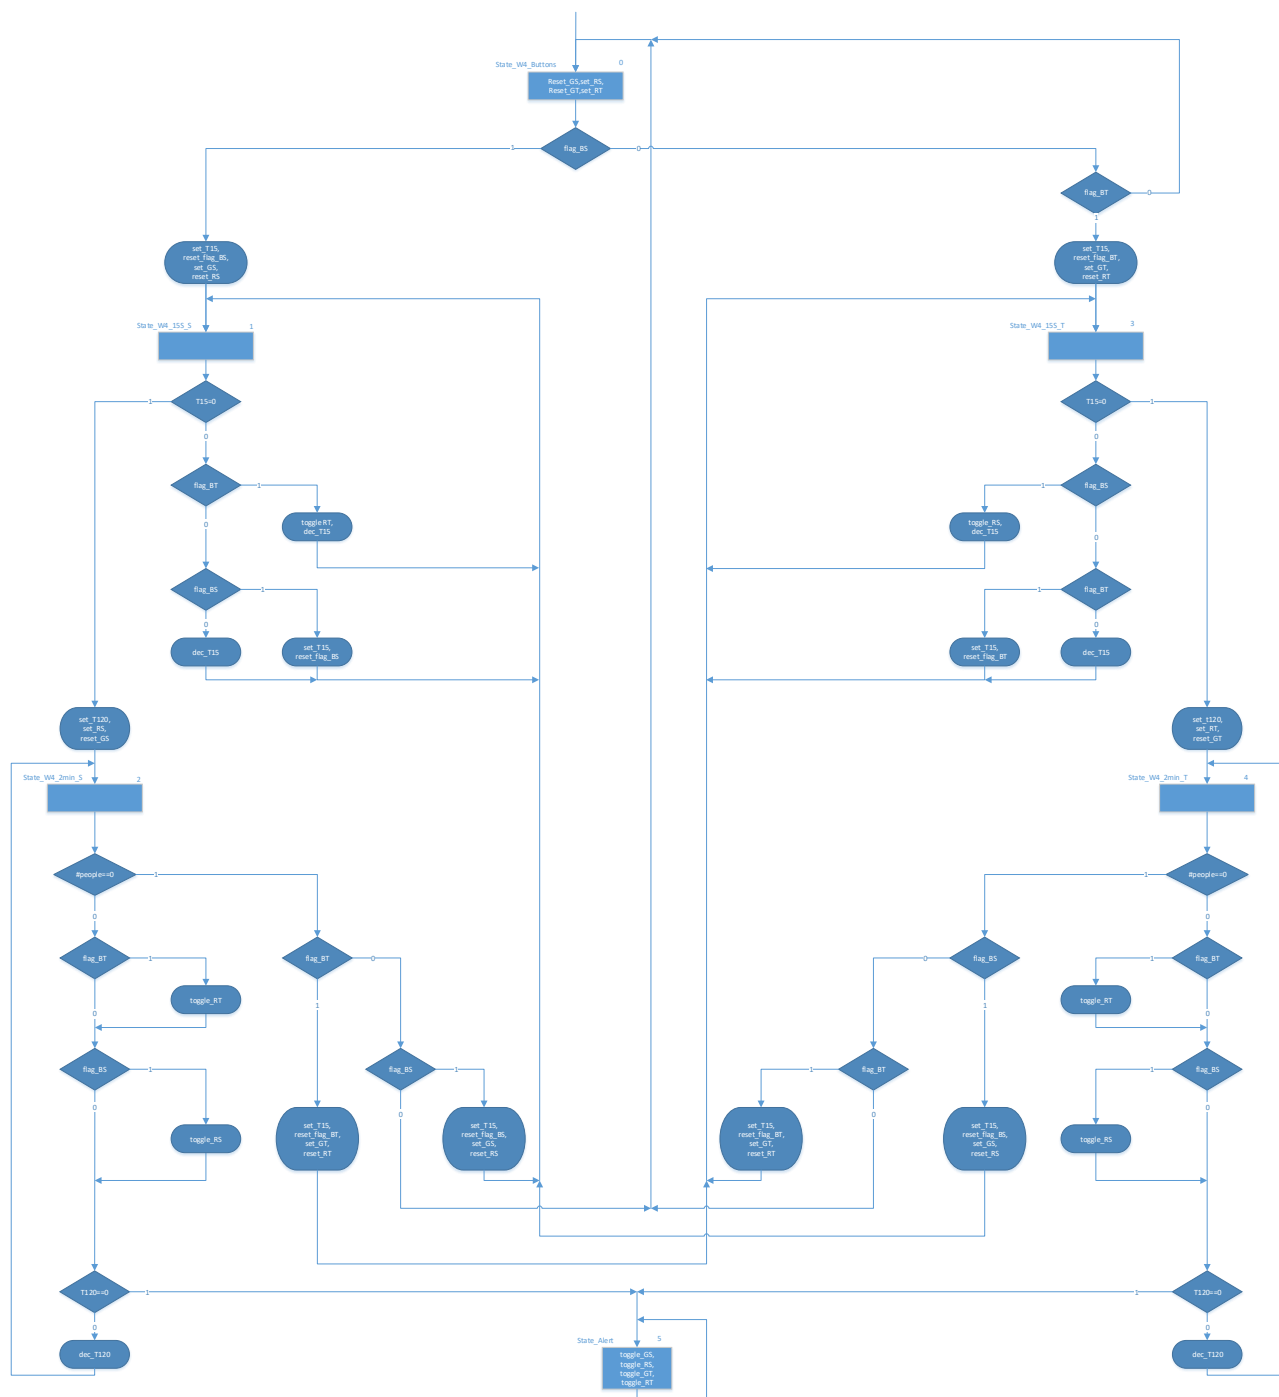 State_W4_Buttons
0
Reset_GS,set_RS,
Reset_GT,set_RT
flag_BS
1
0
flag_BT
0
1
set_T15,
reset_flag_BS,
set_GS,
reset_RS
set_T15,
reset_flag_BT,
set_GT,
reset_RT
State_W4_15S_S
1
State_W4_15S_T
3
T15=0
1
0
T15=0
1
0
flag_BT
1
0
flag_BS
1
0
toggle RT,
dec_T15
toggle_RS,
dec_T15
flag_BS
1
0
flag_BT
1
0
dec_T15
set_T15,
reset_flag_BS
set_T15,
reset_flag_BT
dec_T15
set_T120,
set_RS,
reset_GS
set_t120,
set_RT,
reset_GT
State_W4_2min_S
2
State_W4_2min_T
4
#people==0
1
0
#people==0
1
0
flag_BT
1
0
flag_BT
0
1
flag_BS
0
1
flag_BT
1
0
toggle_RT
toggle_RT
flag_BS
1
0
flag_BS
1
0
flag_BT
1
0
flag_BS
1
0
toggle_RS
set_T15,
reset_flag_BT,
set_GT,
reset_RT
set_T15,
reset_flag_BS,
set_GS,
reset_RS
set_T15,
reset_flag_BT,
set_GT,
reset_RT
set_T15,
reset_flag_BS,
set_GS,
reset_RS
toggle_RS
T120==0
1
0
T120==0
1
0
dec_T120
State_Alert
5
toggle_GS,
toggle_RS,
toggle_GT,
toggle_RT
dec_T120